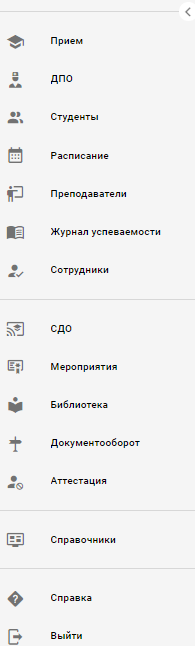 Прием
ДПО
Студенты
Расписание
Преподаватели
Журнал успеваемости
Сотрудники
СДО
Мероприятия
Библиотека
Документооборот
Аттестация
Справочники
Справка
Выйти